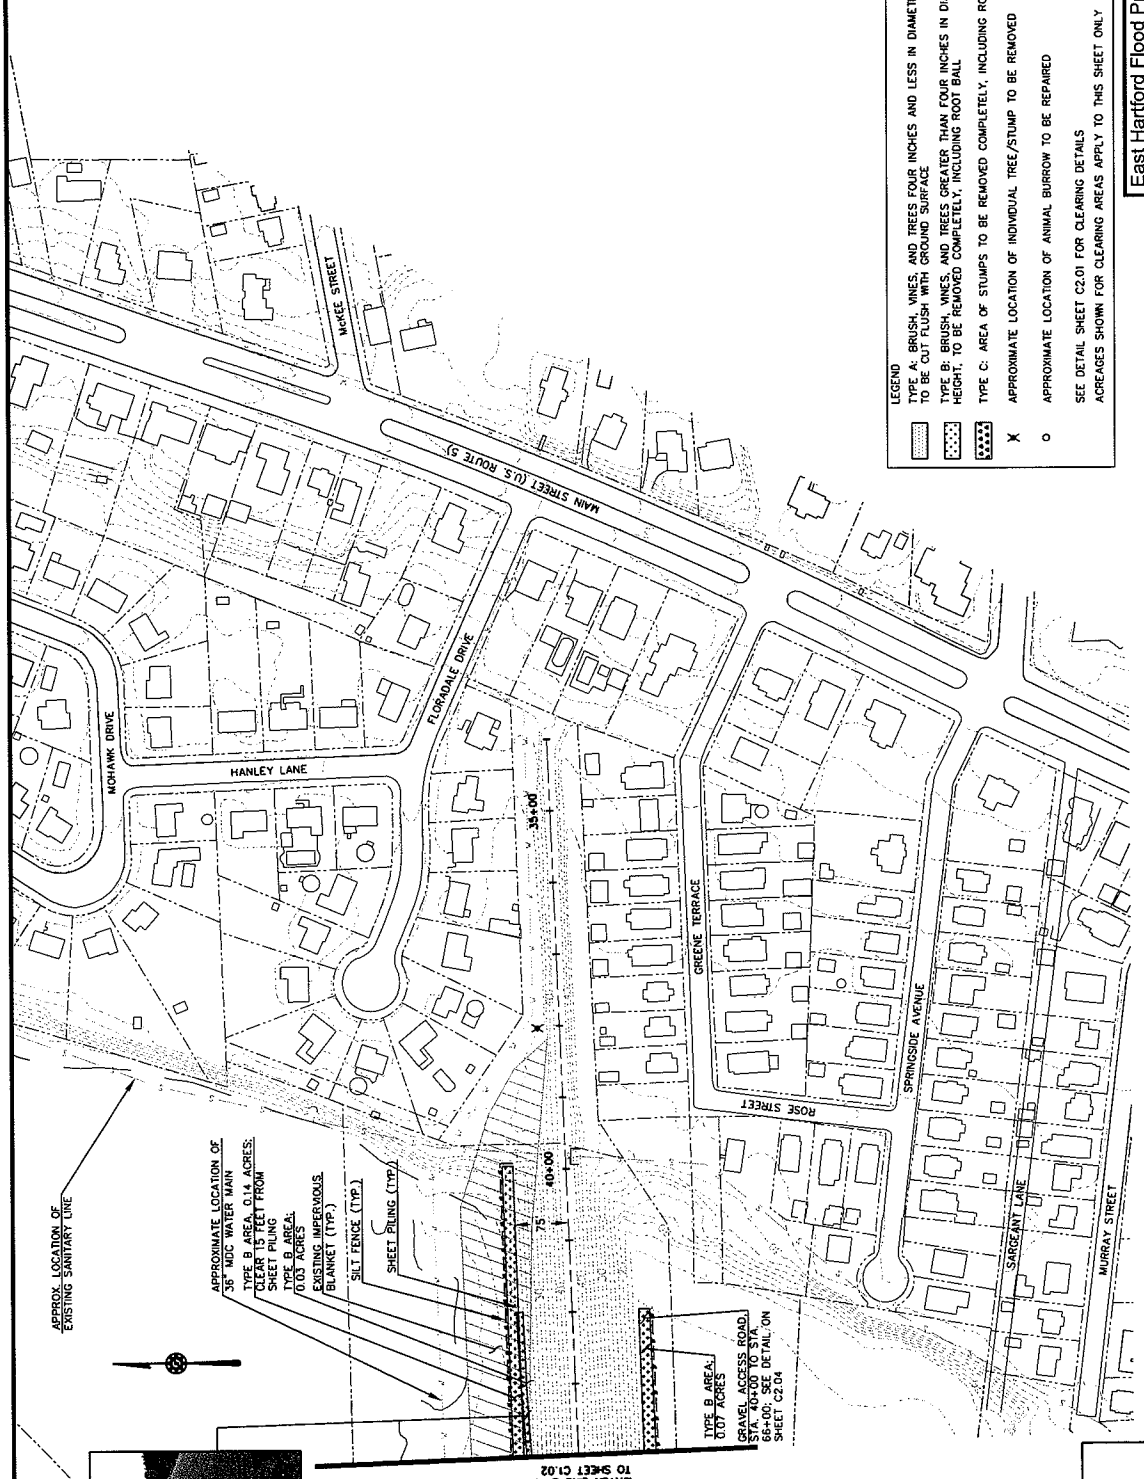 APPROX. LOCATION OF
EXISTING SANITARY LINE
APPROXIMATE LOCATION OF
36" MDC WATER MAIN
TYPE B AREA, 0.14 ACRES;
CLEAR 15 FEET FROM
SHEET PILING
TYPE B AREA;
0.03 ACRES
EXISTING IMPERVIOUS
BLANKET (TYP.)
SILT FENCE (TYP.)
SHEET PILING (TYP.)
75'
40+00
35+00
TYPE B AREA;
0.07 ACRES
GRAVEL ACCESS ROAD,
STA. 40+00 TO STA.
66+00; SEE DETAIL ON
SHEET C2.04
TO SHEET C1.02
MOHAWK DRIVE
HANLEY LANE
FLORADALE DRIVE
McKEE STREET
MAIN STREET (U.S. ROUTE 5)
GREENE TERRACE
ROSE STREET
SPRINGSIDE AVENUE
SARGEANT LANE
MURRAY STREET
LEGEND
TYPE A: BRUSH, VINES, AND TREES FOUR INCHES AND LESS IN
TO BE CUT FLUSH WITH GROUND SURFACE
TYPE B: BRUSH, VINES, AND TREES GREATER THAN FOUR INCHES IN
HEIGHT, TO BE REMOVED COMPLETELY, INCLUDING ROOT BALL
TYPE C: AREA OF STUMPS TO BE REMOVED COMPLETELY, INCLUDING
APPROXIMATE LOCATION OF INDIVIDUAL TREE/STUMP TO BE REMOVED
APPROXIMATE LOCATION OF ANIMAL BURROW TO BE REPAIRED
SEE DETAIL SHEET C2.01 FOR CLEARING DETAILS
ACREAGES SHOWN FOR CLEARING AREAS APPLY TO THIS SHEET ONLY
East Hartford Flood